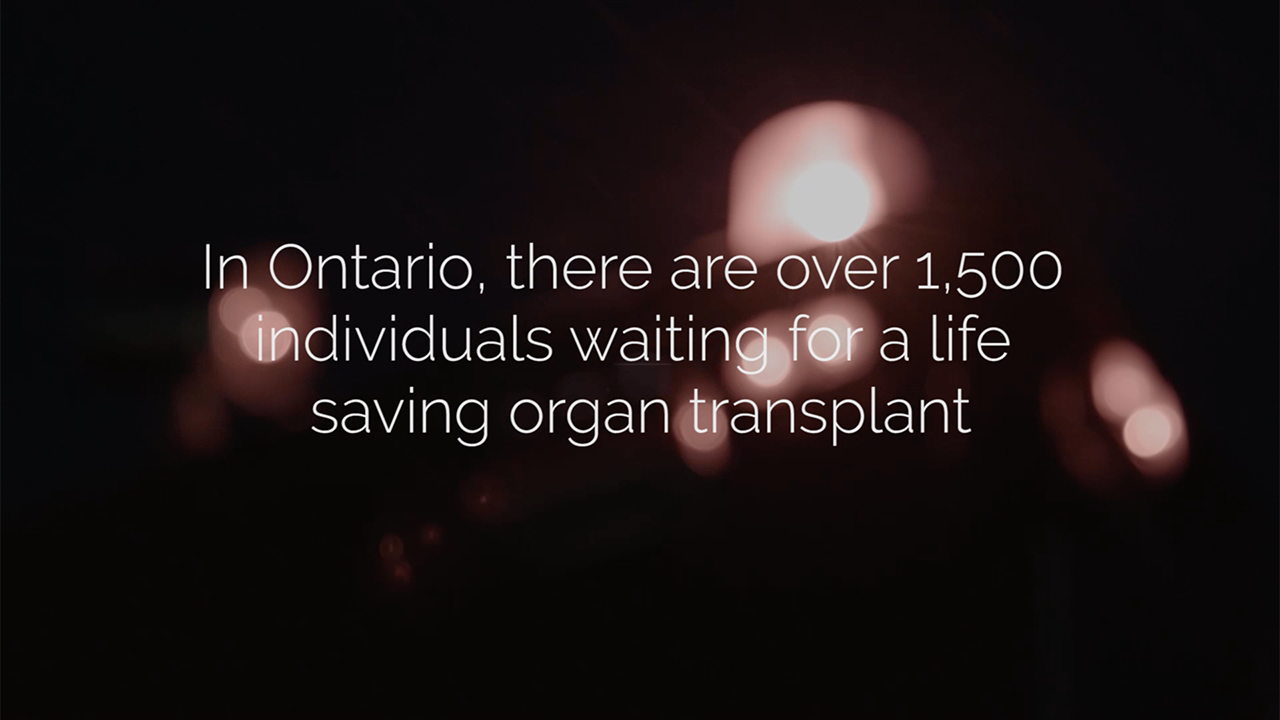 In Ontario, there are over 1,500
individuals waiting for a life
saving organ transplant